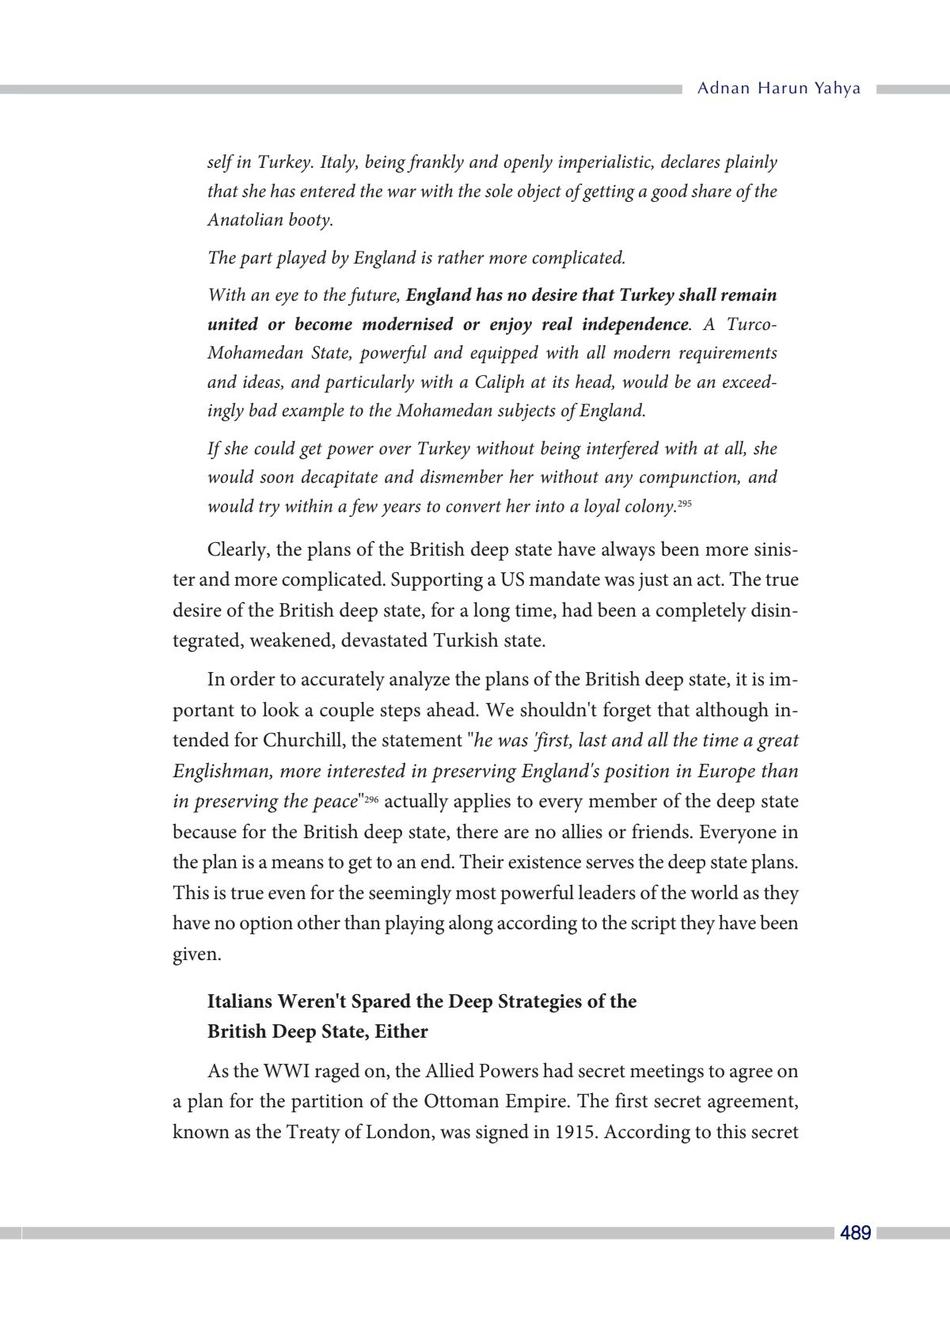 Adnan Harun Yahya
self in Turkey. Italy, being frankly and openly imperialistic, declares plainly
that she has entered the war with the sole object of getting a good share of the
Anatolian booty.
The part played by England is rather more complicated.
With an eye to the future, England has no desire that Turkey shall remain
united or become modernised or enjoy real independence. A Turco-
Mohamedan State, powerful and equipped with all modern requirements
and ideas, and particularly with a Caliph at its head, would be an exceed-
ingly bad example to the Mohamedan subjects of England.
If she could get power over Turkey without being interfered with at all, she
would soon decapitate and dismember her without any compunction, and
would try within a few years to convert her into a loyal colony.295
Clearly, the plans of the British deep state have always been more sinis-
ter and more complicated. Supporting a US mandate was just an act. The true
desire of the British deep state, for a long time, had been a completely disin-
tegrated, weakened, devastated Turkish state.
In order to accurately analyze the plans of the British deep state, it is im-
portant to look a couple steps ahead. We shouldn't forget that although in-
tended for Churchill, the statement "he was 'first, last and all the time a great
Englishman, more interested in preserving England's position in Europe than
in preserving the peace"296 actually applies to every member of the deep state
because for the British deep state, there are no allies or friends. Everyone in
the plan is a means to get to an end. Their existence serves the deep state plans.
This is true even for the seemingly most powerful leaders of the world as they
have no option other than playing along according to the script they have been
given.
Italians Weren't Spared the Deep Strategies of the
British Deep State, Either
As the WWI raged on, the Allied Powers had secret meetings to agree on
a plan for the partition of the Ottoman Empire. The first secret agreement,
known as the Treaty of London, was signed in 1915. According to this secret
489